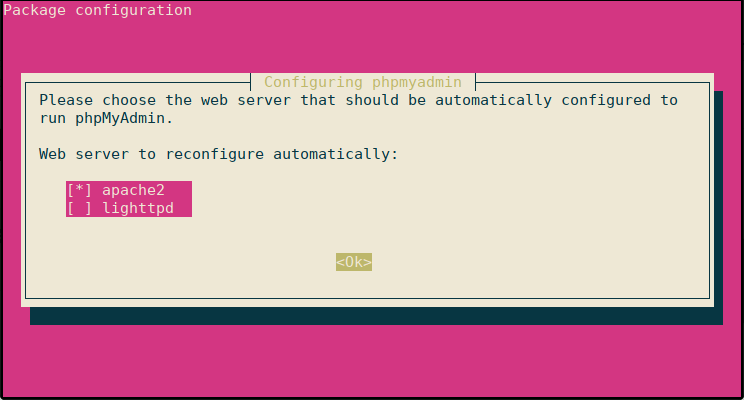 Package configuration
Configuring phpmyadmin
Please choose the web server that should be automatically configured to
run phpMyAdmin.
Web server to reconfigure automatically:
[*] apache2
[ ] lighttpd
<Ok>